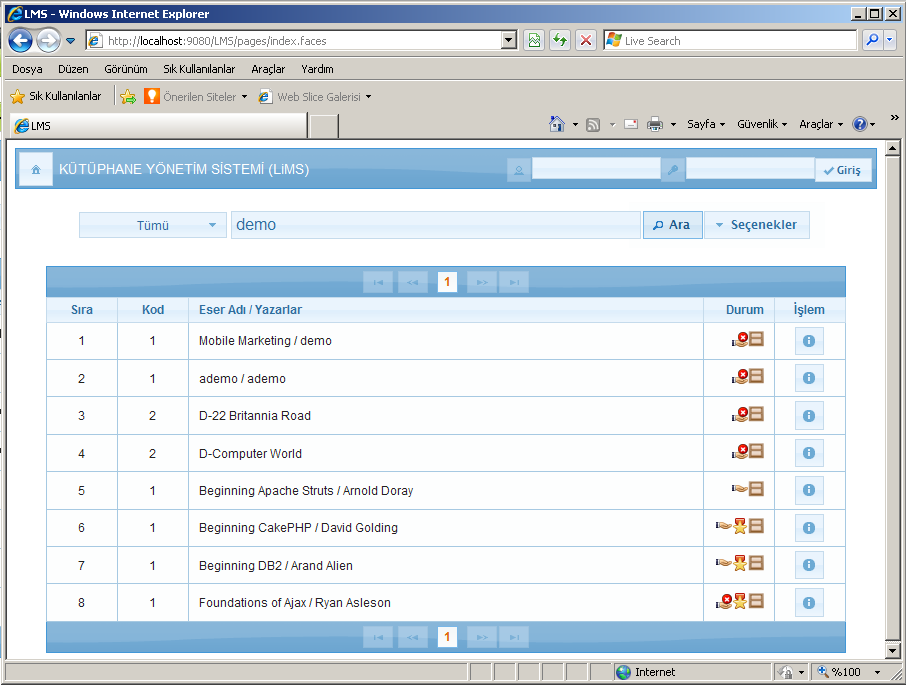 LMS - Windows Internet Explorer
http://localhost:9080/LMS/pages/index.faces
Live Search
Dosya Düzen Görünüm Sık Kullanılanlar Araçlar Yardım
Sık Kullanılanlar Önerilen Siteler Web Slice Galerisi
LMS Sayfa Güvenlik Araçlar
KÜTÜPHANE YÖNETİM SİSTEMİ (LiMS) Giriş
Tümü demo Ara Seçenekler
1
Sıra Kod Eser Adı / Yazarlar Durum İşlem
1 1 Mobile Marketing / demo
2 1 ademo / ademo
3 2 D-22 Britannia Road
4 2 D-Computer World
5 1 Beginning Apache Struts / Arnold Doray
6 1 Beginning CakePHP / David Golding
7 1 Beginning DB2 / Arand Alien
8 1 Foundations of Ajax / Ryan Asleson
1
Internet %100